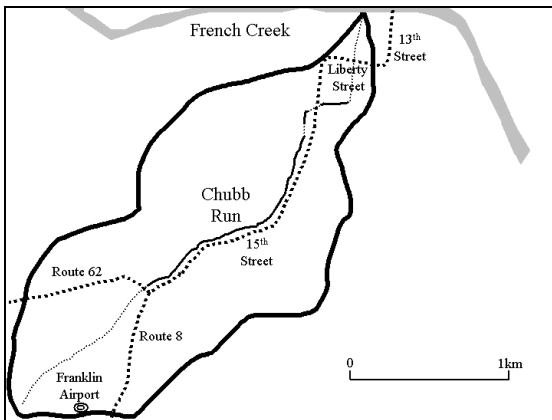 French Creek
13th
Street
Liberty
Street
Chubb
Run
15th
Street
Route 62
Route 8
Franklin
Airport
0
1km